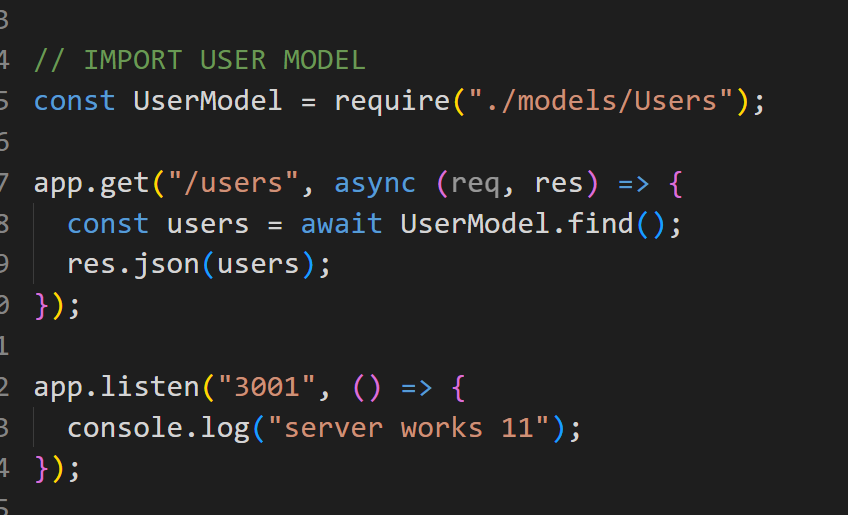 3
4 // IMPORT USER MODEL
5 const UserModel = require("./models/Users");
6
7 app.get("/users", async (req, res) => {
8   const users = await UserModel.find();
9   res.json(users);
0 });
1
2 app.listen("3001", () => {
3   console.log("server works 11");
4 });
5